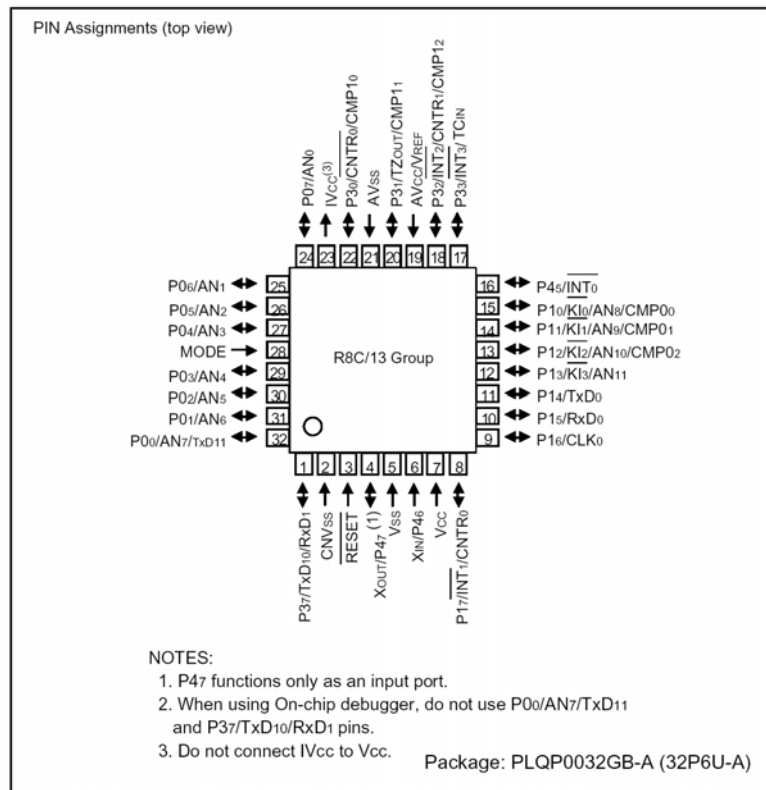 PIN Assignments (top view)
P07/AN0
IVCC(3)
P30/CNTR0/CMP10
AVSS
P31/TZOUT/CMP11
AVCC/VREF
P32/INT2/CNTR1/CMP12
P33/INT3/TCIN
24 23 22 21 20 19 18 17
P06/AN1 25
P05/AN2 26
P04/AN3 27
MODE 28
P03/AN4 29
P02/AN5 30
P01/AN6 31
P00/AN7/TxD11 32
R8C/13 Group
16 P45/INT0
15 P10/KI0/AN8/CMP00
14 P11/KI1/AN9/CMP01
13 P12/KI2/AN10/CMP02
12 P13/KI3/AN11
11 P14/TxD0
10 P15/RxD0
9 P16/CLK0
1 2 3 4 5 6 7 8
P37/TxD10/RxD1
CNVSS
RESET
XOUT/P47 (1)
VSS
XIN/P46
VCC
P17/INT1/CNTR0
NOTES:
1. P47 functions only as an input port.
2. When using On-chip debugger, do not use P00/AN7/TxD11
and P37/TxD10/RxD1 pins.
3. Do not connect IVcc to Vcc.
Package: PLQP0032GB-A (32P6U-A)